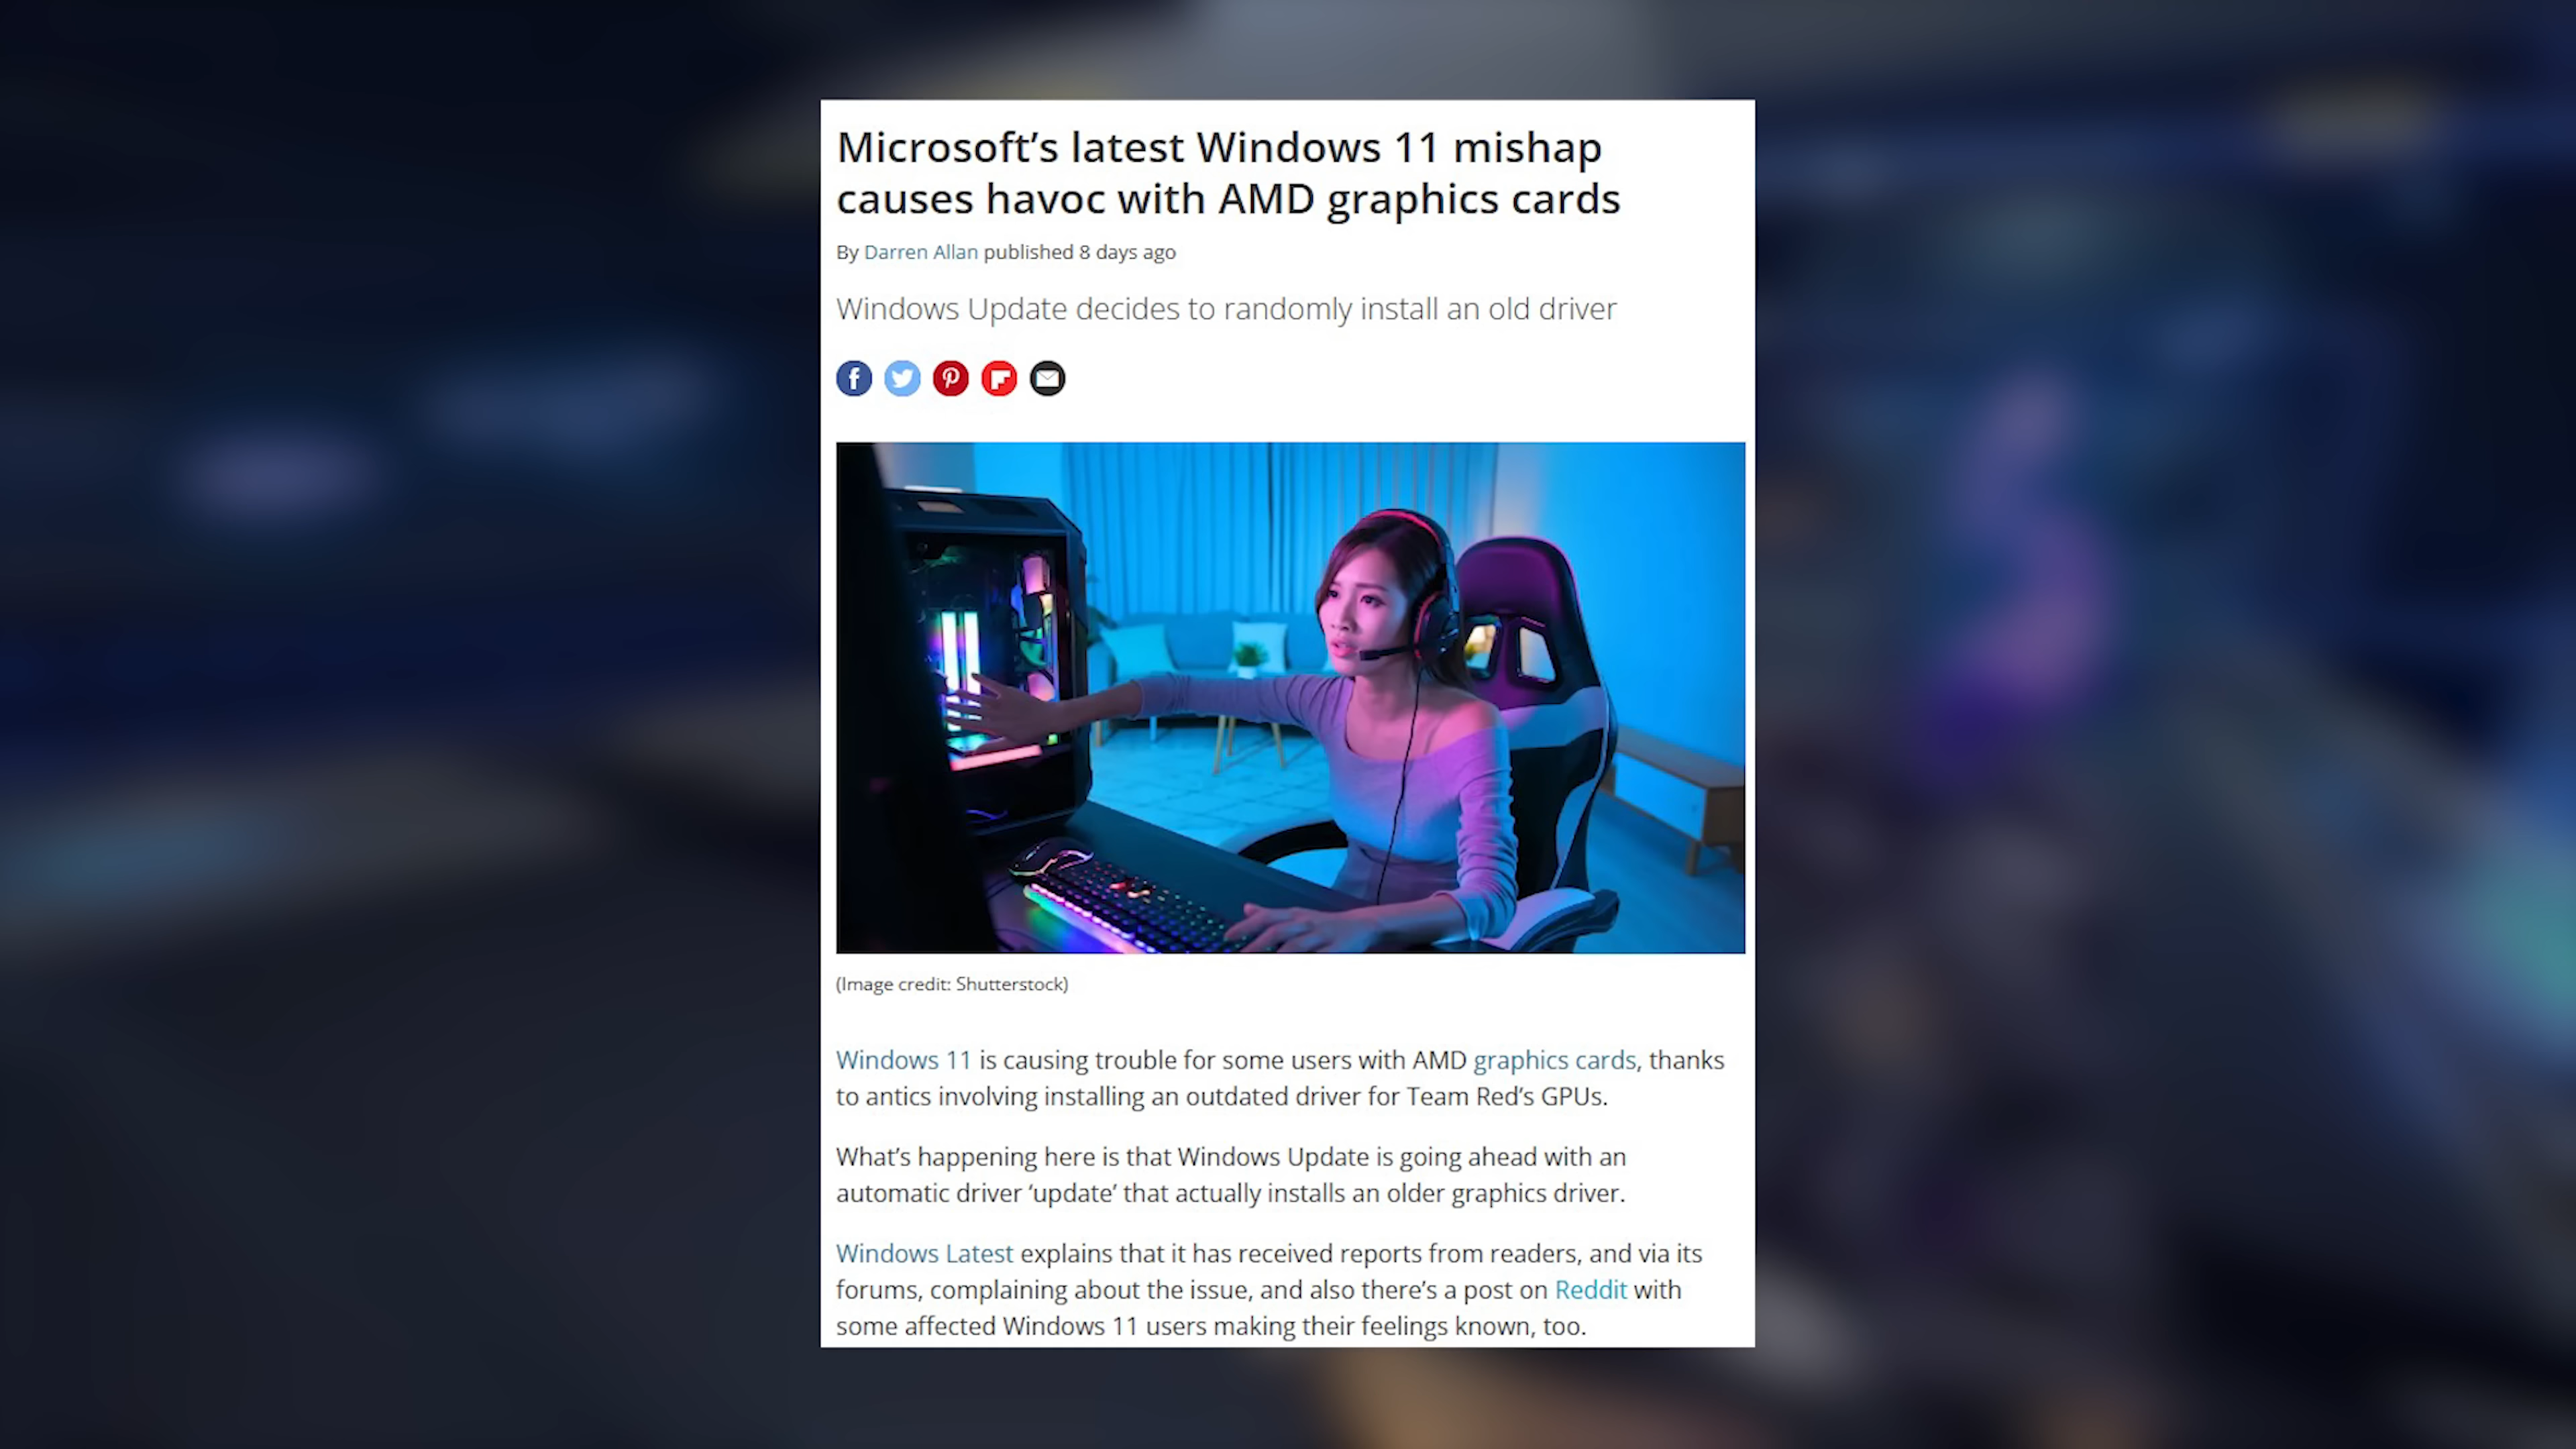 Microsoft's latest Windows 11 mishap
causes havoc with AMD graphics cards
By Darren Allan published 8 days ago
Windows Update decides to randomly install an old driver
(Image credit: Shutterstock)
Windows 11 is causing trouble for some users with AMD graphics cards, thanks
to antics involving installing an outdated driver for Team Red's GPUs.
What's happening here is that Windows Update is going ahead with an
automatic driver 'update' that actually installs an older graphics driver.
Windows Latest explains that it has received reports from readers, and via its
forums, complaining about the issue, and also there's a post on Reddit with
some affected Windows 11 users making their feelings known, too.